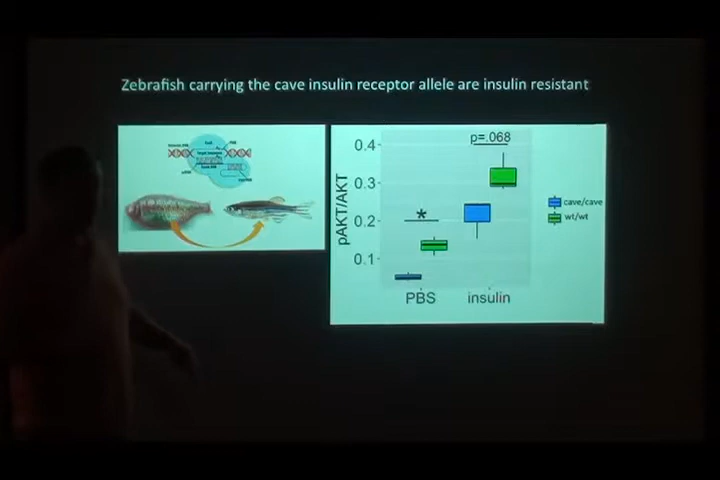 Zebrafish carrying the cave insulin receptor allele are insulin resistant
p=.068
0.4
0.3
0.2
0.1
pAKT/AKT
*
PBS
insulin
cave/cave
wt/wt